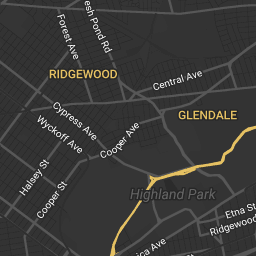 Forest Ave
esh Pond Rd
RIDGEWOOD
Central Ave
GLENDALE
Cypress Ave
Wyckoff Ave
Cooper Ave
Halsey St
Cooper St
Highland Park
Etna St
Ridgewood
ica Ave